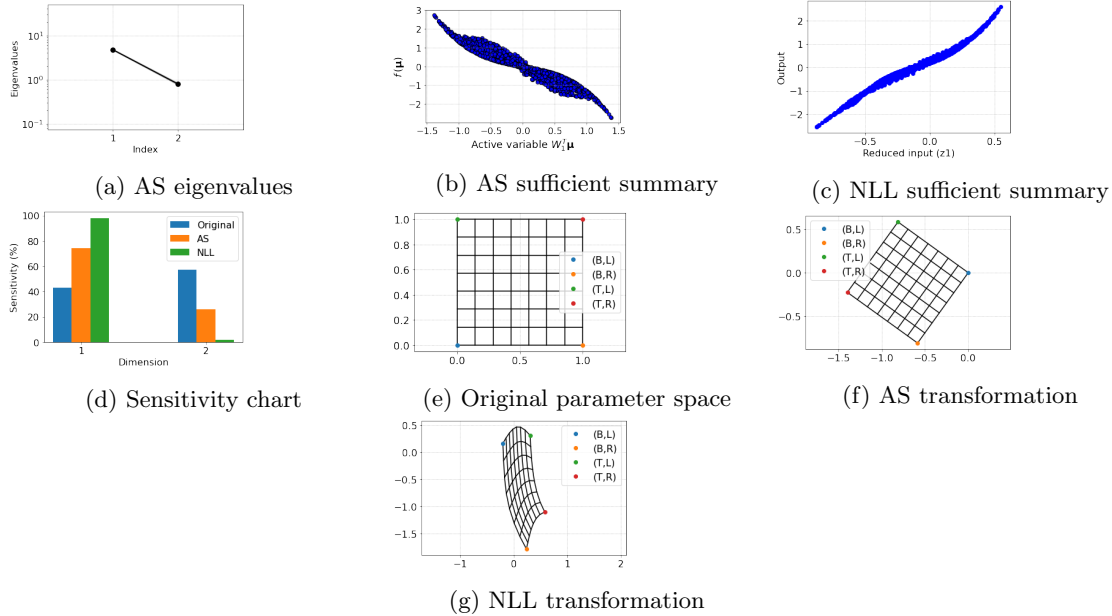 10¹
10⁰
10⁻¹
Eigenvalues
1 2
Index
(a) AS eigenvalues
3
2
1
0
−1
−2
f(μ)
−1.5 −1.0 −0.5 0.0 0.5 1.0 1.5
Active variable
(b) AS sufficient summary
2
1
0
−1
−2
Output
−0.5 0.0 0.5
Reduced input (z1)
(c) NLL sufficient summary
100
80
60
40
20
0
Sensitivity (%)
Original
AS
NLL
1 2
Dimension
(d) Sensitivity chart
1.0
0.8
0.6
0.4
0.2
0.0
(B,L)
(B,R)
(T,L)
(T,R)
0.0 0.5 1.0
(e) Original parameter space
0.5
0.0
−0.5
(B,L)
(B,R)
(T,L)
(T,R)
−1.5 −1.0 −0.5 0.0
(f) AS transformation
0.5
0.0
−0.5
−1.0
−1.5
(B,L)
(B,R)
(T,L)
(T,R)
−1 0 1 2
(g) NLL transformation